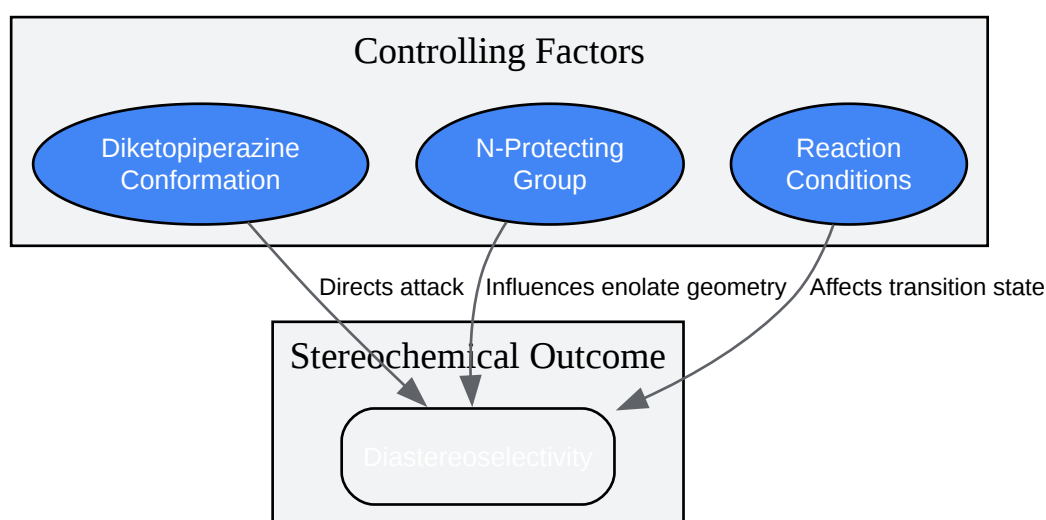 Controlling Factors
Diketopiperazine
Conformation
N-Protecting
Group
Reaction
Conditions
Directs attack
Influences enolate geometry
Affects transition state
Stereochemical Outcome
Diastereoselectivity